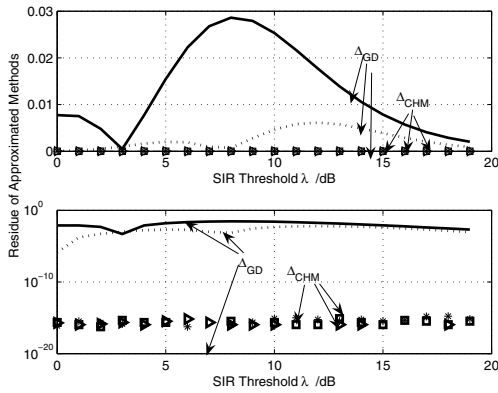 Residue of Approximated Methods
0.03
0.02
0.01
0
Δ_GD
Δ_CHM
0 5 10 15 20
SIR Threshold λ /dB
10^0
10^-10
10^-20
Δ_GD
Δ_CHM
0 5 10 15 20
SIR Threshold λ /dB